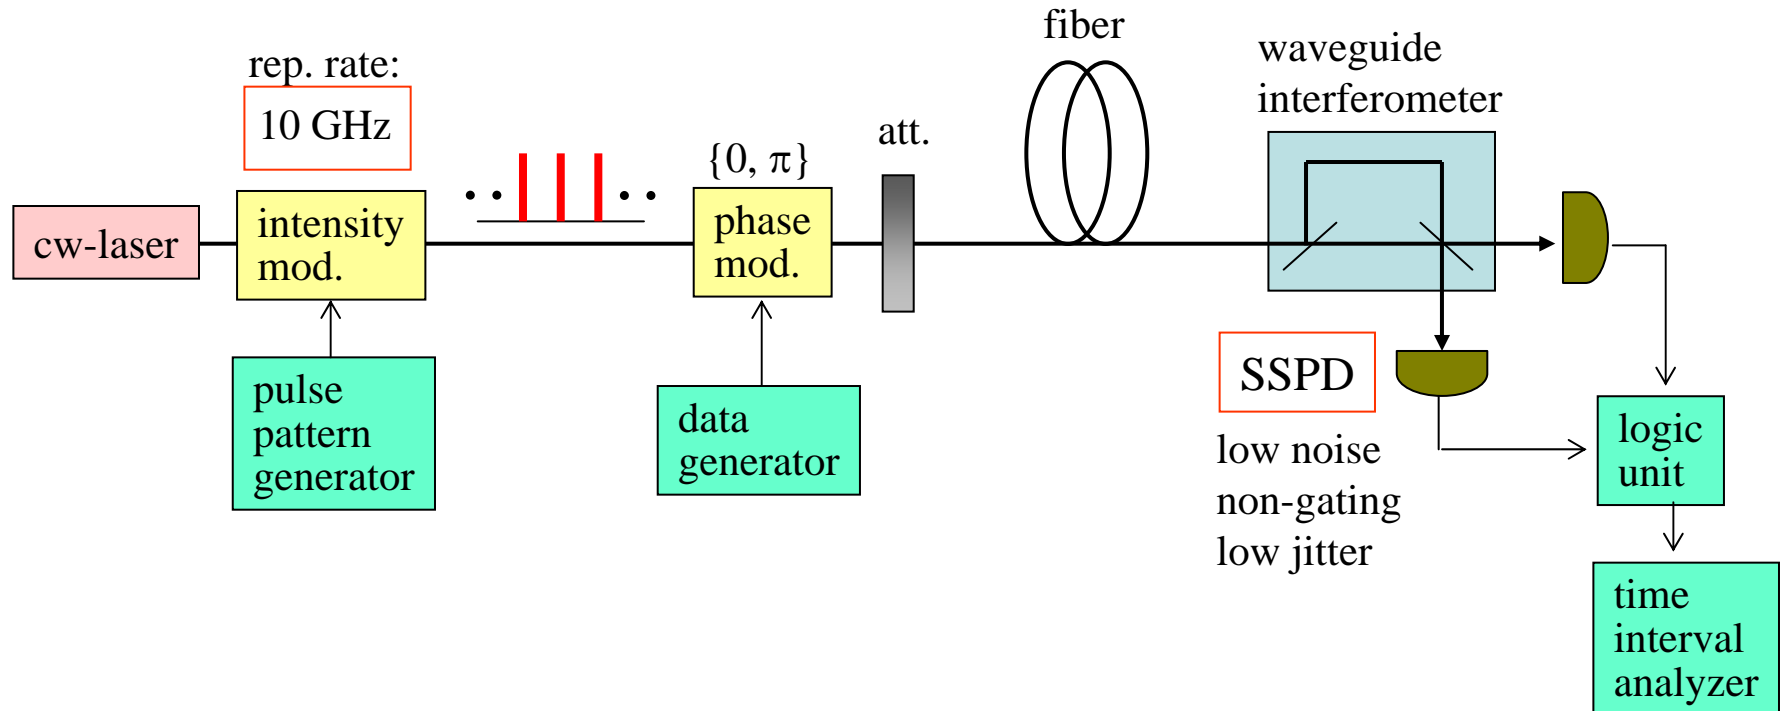 fiber
waveguide
interferometer
rep. rate:
10 GHz
att.
{0, π}
cw-laser
intensity
mod.
phase
mod.
pulse
pattern
generator
data
generator
SSPD
low noise
non-gating
low jitter
logic
unit
time
interval
analyzer